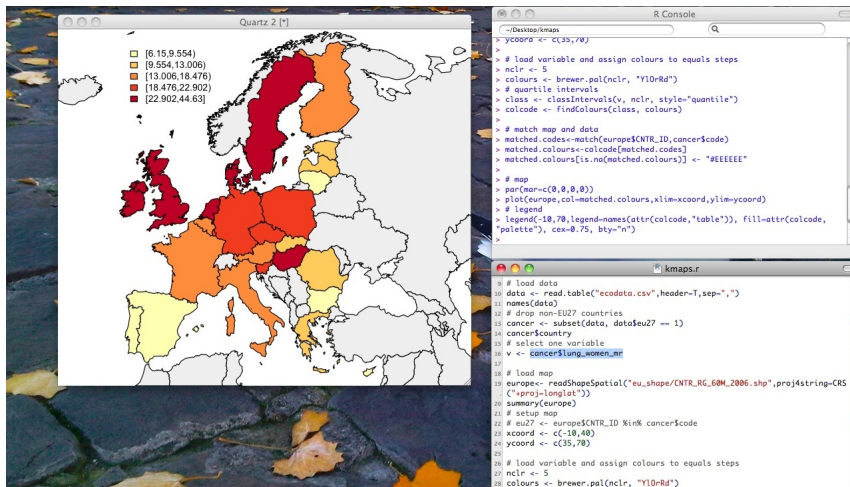 Quartz 2 [*]
[6.15,9.554)
[9.554,13.006)
[13.006,18.476)
[18.476,22.902)
[22.902,44.63]
R Console
~/Desktop/kmaps
> ycoord <- c(35,70)
>
> # load variable and assign colours to equals steps
> nclr <- 5
> colours <- brewer.pal(nclr, "YlOrRd")
> # quartile intervals
> class <- classIntervals(v, nclr, style="quantile")
> colcode <- findColours(class, colours)
>
> # match map and data
> matched.codes<-match(europe$CNTR_ID,cancer$code)
> matched.colours<-colcode[matched.codes]
> matched.colours[is.na(matched.colours)] <- "#EEEEEE"
>
> # map
> par(mar=c(0,0,0,0))
> plot(europe,col=matched.colours,xlim=xcoord,ylim=ycoord)
> # legend
> legend(-10,70,legend=names(attr(colcode,"table")), fill=attr(colcode,
"palette"), cex=0.75, bty="n")
>
kmaps.r
9 # load data
10 data <- read.table("ecodata.csv",header=T,sep=",")
11 names(data)
12 # drop non-EU27 countries
13 cancer <- subset(data, data$eu27 == 1)
14 cancer$country
15 # select one variable
16 v <- cancer$lung_women_mr
17
18 # load map
19 europe<- readShapeSpatial("eu_shape/CNTR_RG_60M_2006.shp",proj4string=CRS
("+proj=longlat"))
20 summary(europe)
21 # setup map
22 # eu27 <- europe$CNTR_ID %in% cancer$code
23 xcoord <- c(-10,40)
24 ycoord <- c(35,70)
25
26 # load variable and assign colours to equals steps
27 nclr <- 5
28 colours <- brewer.pal(nclr, "YlOrRd")